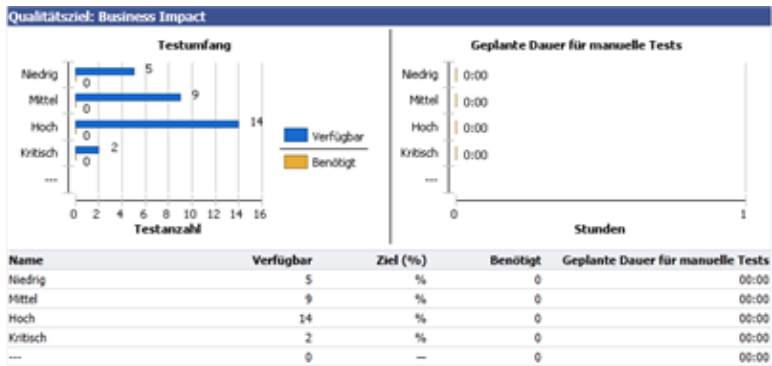 Qualitätsziel: Business Impact
Testumfang
Niedrig 5
0
Mittel 9
0
Hoch 14
0
Kritisch 2
0
---
0 2 4 6 8 10 12 14 16
Testanzahl
Verfügbar
Benötigt
Geplante Dauer für manuelle Tests
Niedrig 0:00
Mittel 0:00
Hoch 0:00
Kritisch 0:00
---
0 1
Stunden
Name Verfügbar Ziel (%) Benötigt Geplante Dauer für manuelle Tests
Niedrig 5 % 0 00:00
Mittel 9 % 0 00:00
Hoch 14 % 0 00:00
Kritisch 2 % 0 00:00
--- 0 — 0 00:00